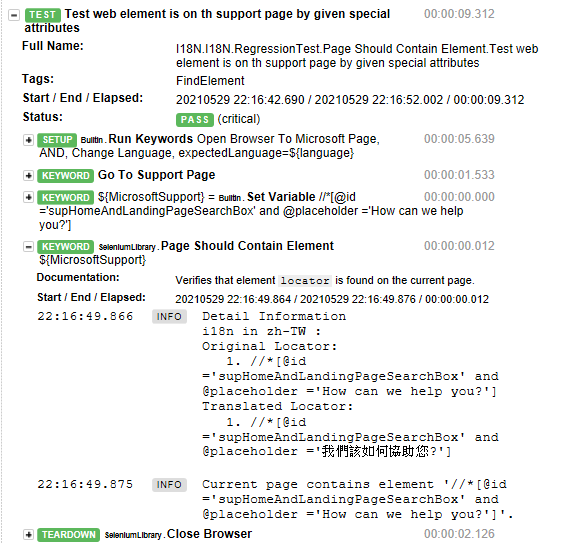 TEST Test web element is on th support page by given special 00:00:09.312
attributes
Full Name: I18N.I18N.RegressionTest.Page Should Contain Element.Test web
element is on th support page by given special attributes
Tags: FindElement
Start / End / Elapsed: 20210529 22:16:42.690 / 20210529 22:16:52.002 / 00:00:09.312
Status: PASS (critical)
SETUP BuiltIn.Run Keywords Open Browser To Microsoft Page, 00:00:05.639
AND, Change Language, expectedLanguage=${language}
KEYWORD Go To Support Page 00:00:01.533
KEYWORD ${MicrosoftSupport} = BuiltIn.Set Variable //*[@id 00:00:00.000
='supHomeAndLandingPageSearchBox' and @placeholder ='How can we help
you?']
KEYWORD SeleniumLibrary.Page Should Contain Element 00:00:00.012
${MicrosoftSupport}
Documentation: Verifies that element locator is found on the current page.
Start / End / Elapsed: 20210529 22:16:49.864 / 20210529 22:16:49.876 / 00:00:00.012
22:16:49.866 INFO Detail Information
i18n in zh-TW :
Original Locator:
1. //*[@id
='supHomeAndLandingPageSearchBox' and
@placeholder ='How can we help you?']
Translated Locator:
1. //*[@id
='supHomeAndLandingPageSearchBox' and
@placeholder ='我們該如何協助您?']
22:16:49.875 INFO Current page contains element '//*[@id
='supHomeAndLandingPageSearchBox' and
@placeholder ='How can we help you?']'.
TEARDOWN SeleniumLibrary.Close Browser 00:00:02.126